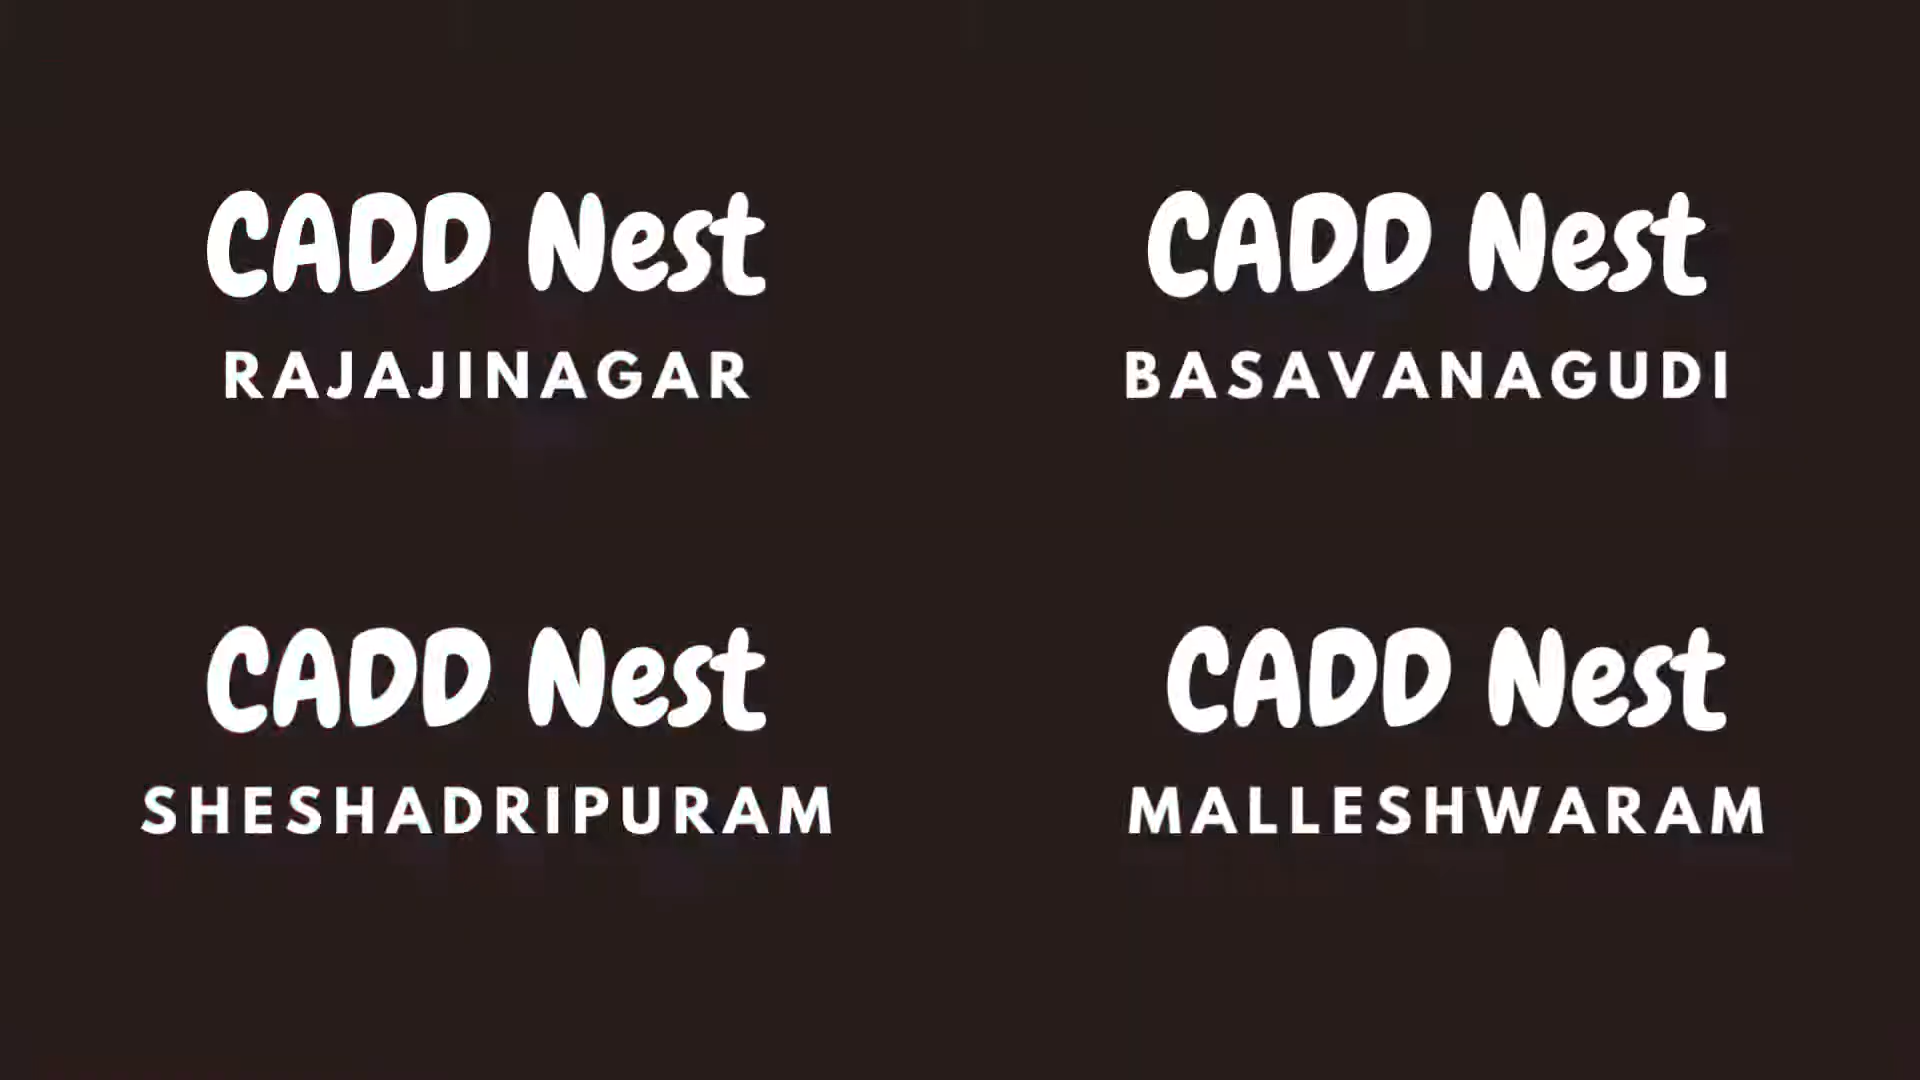 CADD Nest
RAJAJINAGAR
CADD Nest
BASAVANAGUDI
CADD Nest
SHESHADRIPURAM
CADD Nest
MALLESHWARAM